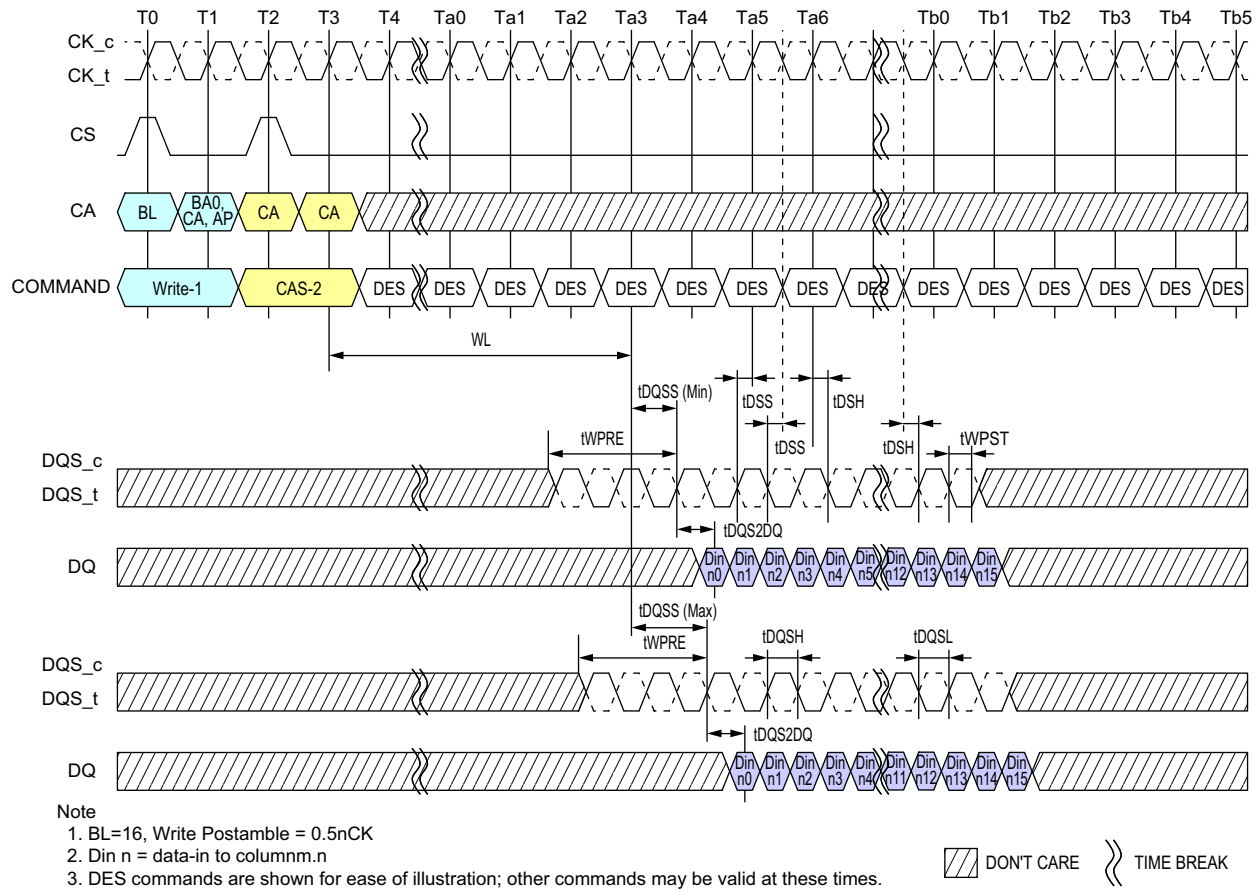 T0 T1 T2 T3 T4 Ta0 Ta1 Ta2 Ta3 Ta4 Ta5 Ta6 Tb0 Tb1 Tb2 Tb3 Tb4 Tb5
CK_c
CK_t
CS
CA BL BA0, CA, AP CA CA
COMMAND Write-1 CAS-2 DES DES DES DES DES DES DES DES DES DES DES DES DES DES DES
WL
tDQSS (Min) tDSS tDSH
tWPRE tDSS tDSH tWPST
DQS_c
DQS_t
tDQS2DQ
DQ Din n0 Din n1 Din n2 Din n3 Din n4 Din n5 Din n12 Din n13 Din n14 Din n15
tDQSS (Max)
tWPRE tDQSH tDQSL
DQS_c
DQS_t
tDQS2DQ
DQ Din n0 Din n1 Din n2 Din n3 Din n4 Din n11 Din n12 Din n13 Din n14 Din n15
Note
1. BL=16, Write Postamble = 0.5nCK
2. Din n = data-in to columnm.n
3. DES commands are shown for ease of illustration; other commands may be valid at these times.
DON'T CARE TIME BREAK